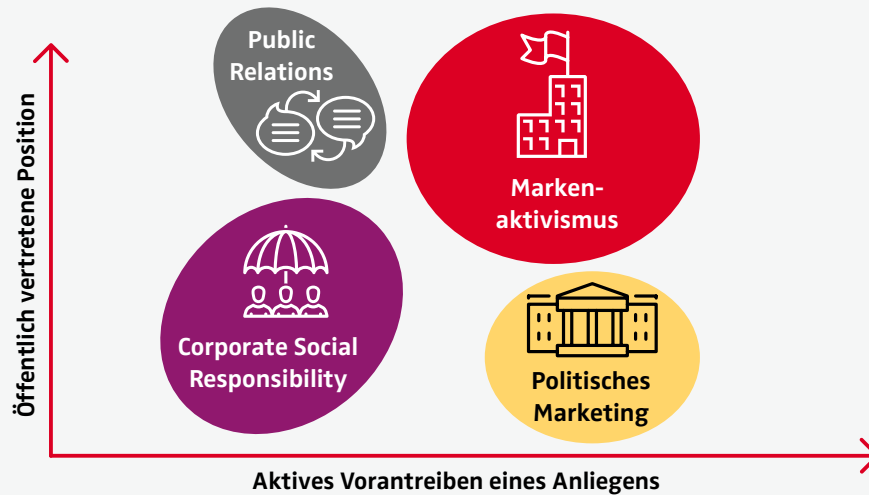 Public
Relations
Marken-
aktivismus
Corporate Social
Responsibility
Politisches
Marketing
Öffentlich vertretene Position
Aktives Vorantreiben eines Anliegens